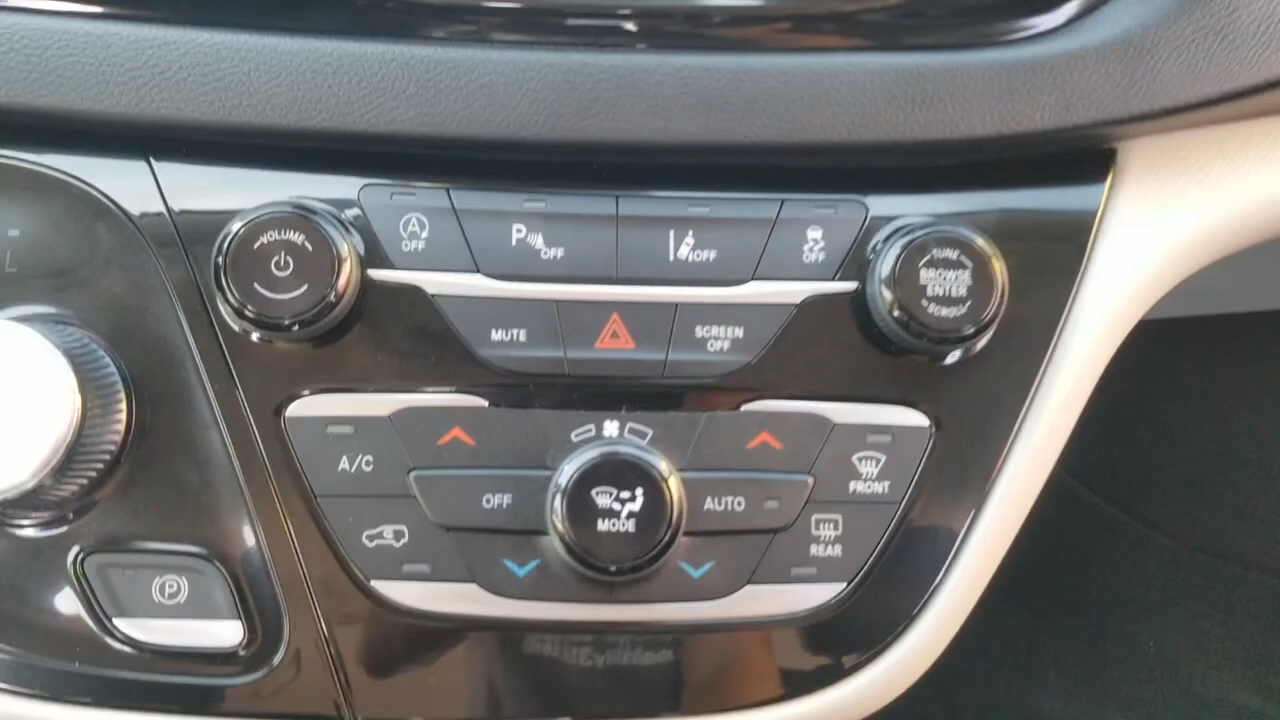 VOLUME
A
OFF
P
OFF
OFF
OFF
TUNE
BROWSE
ENTER
SCROLL
MUTE
SCREEN
OFF
A/C
OFF
MODE
AUTO
FRONT
REAR
P